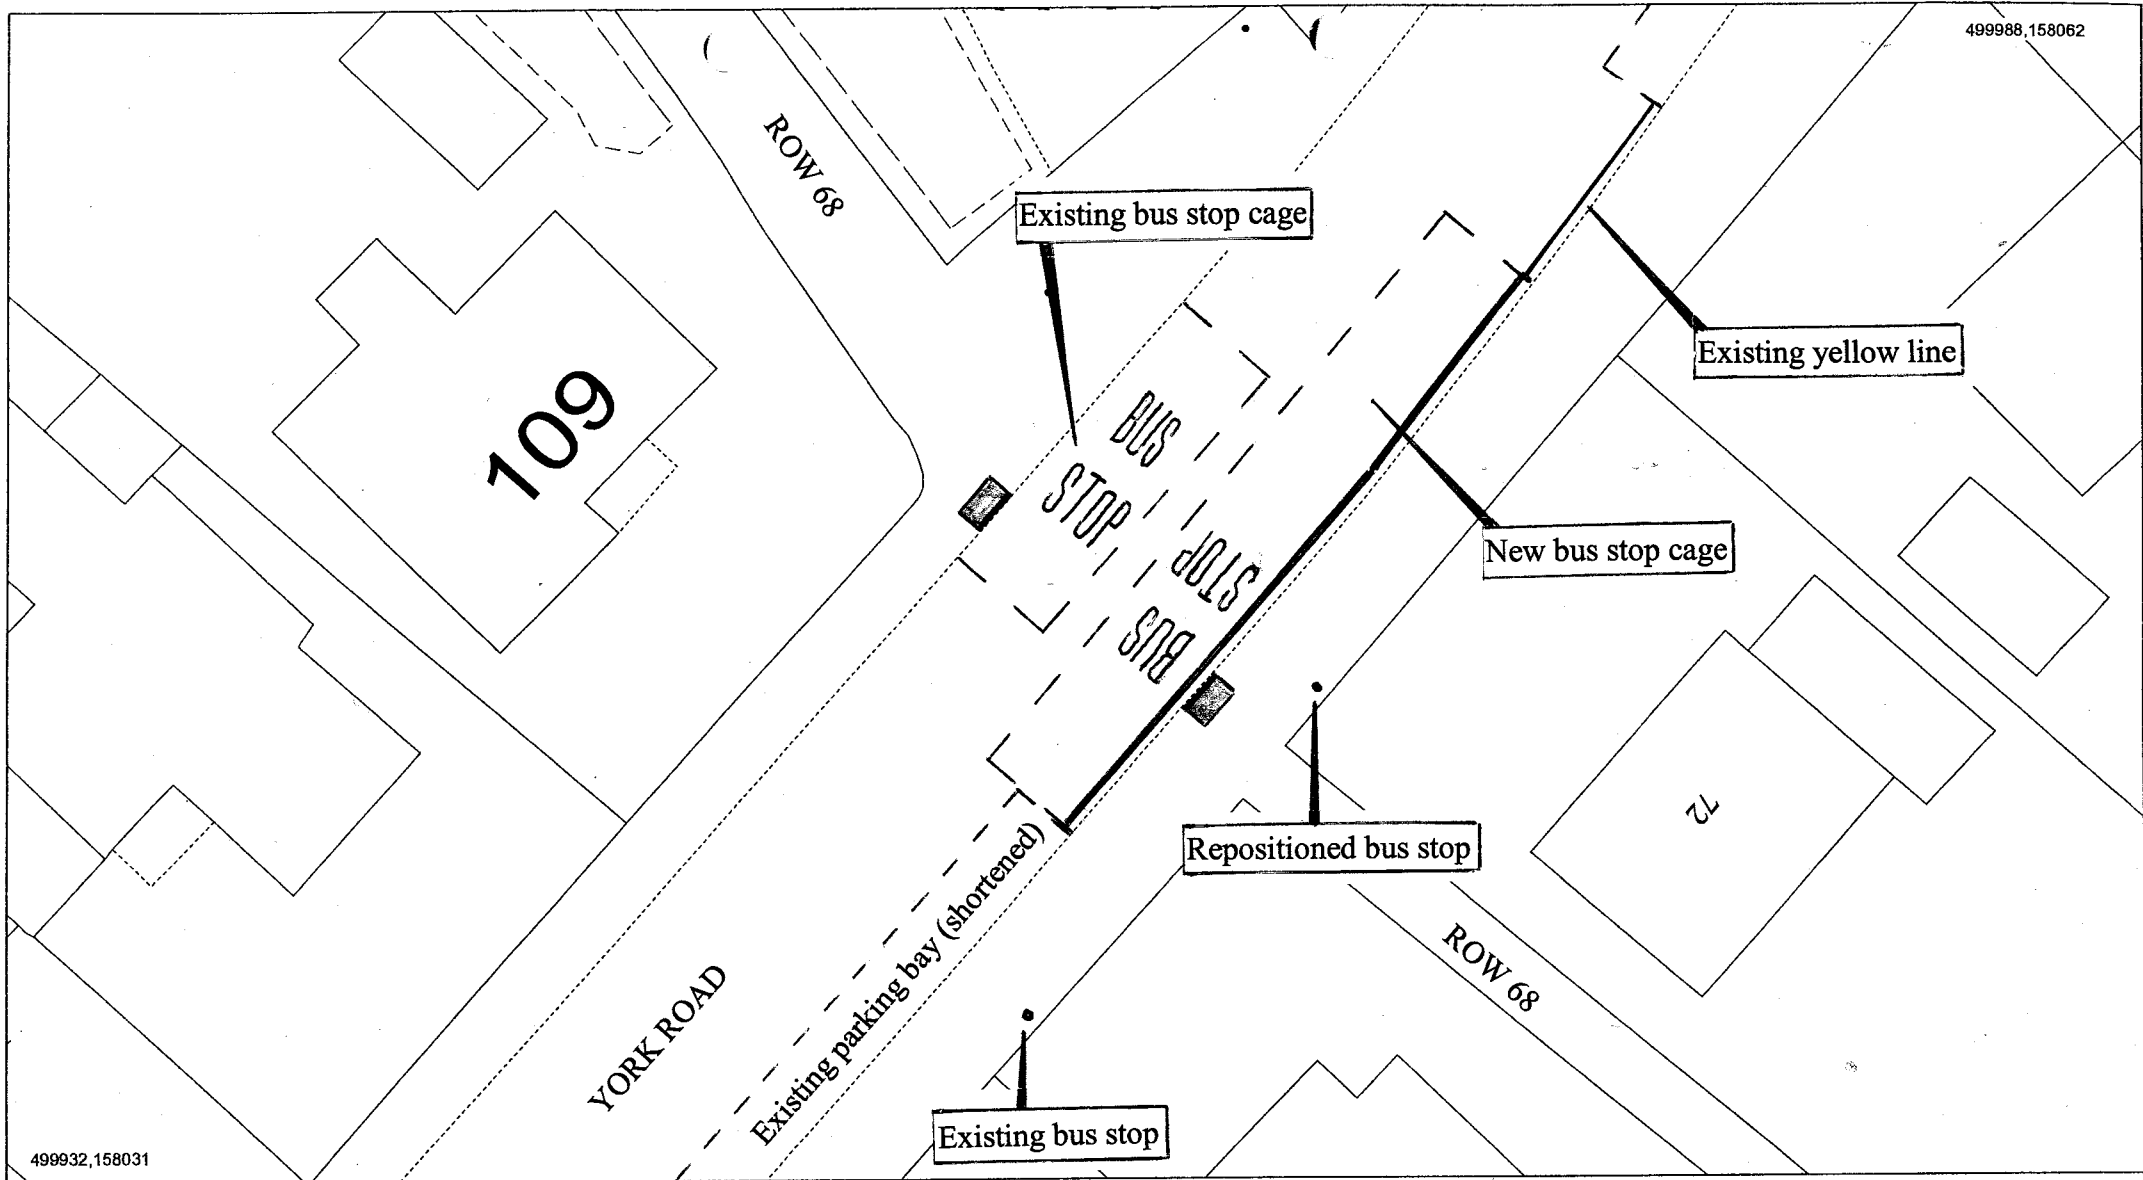 499988,158062
ROW 68
Existing bus stop cage
Existing yellow line
109
BUS
STOP
New bus stop cage
STOP
BUS
72
Repositioned bus stop
Existing parking bay (shortened)
ROW 68
YORK ROAD
Existing bus stop
499932,158031